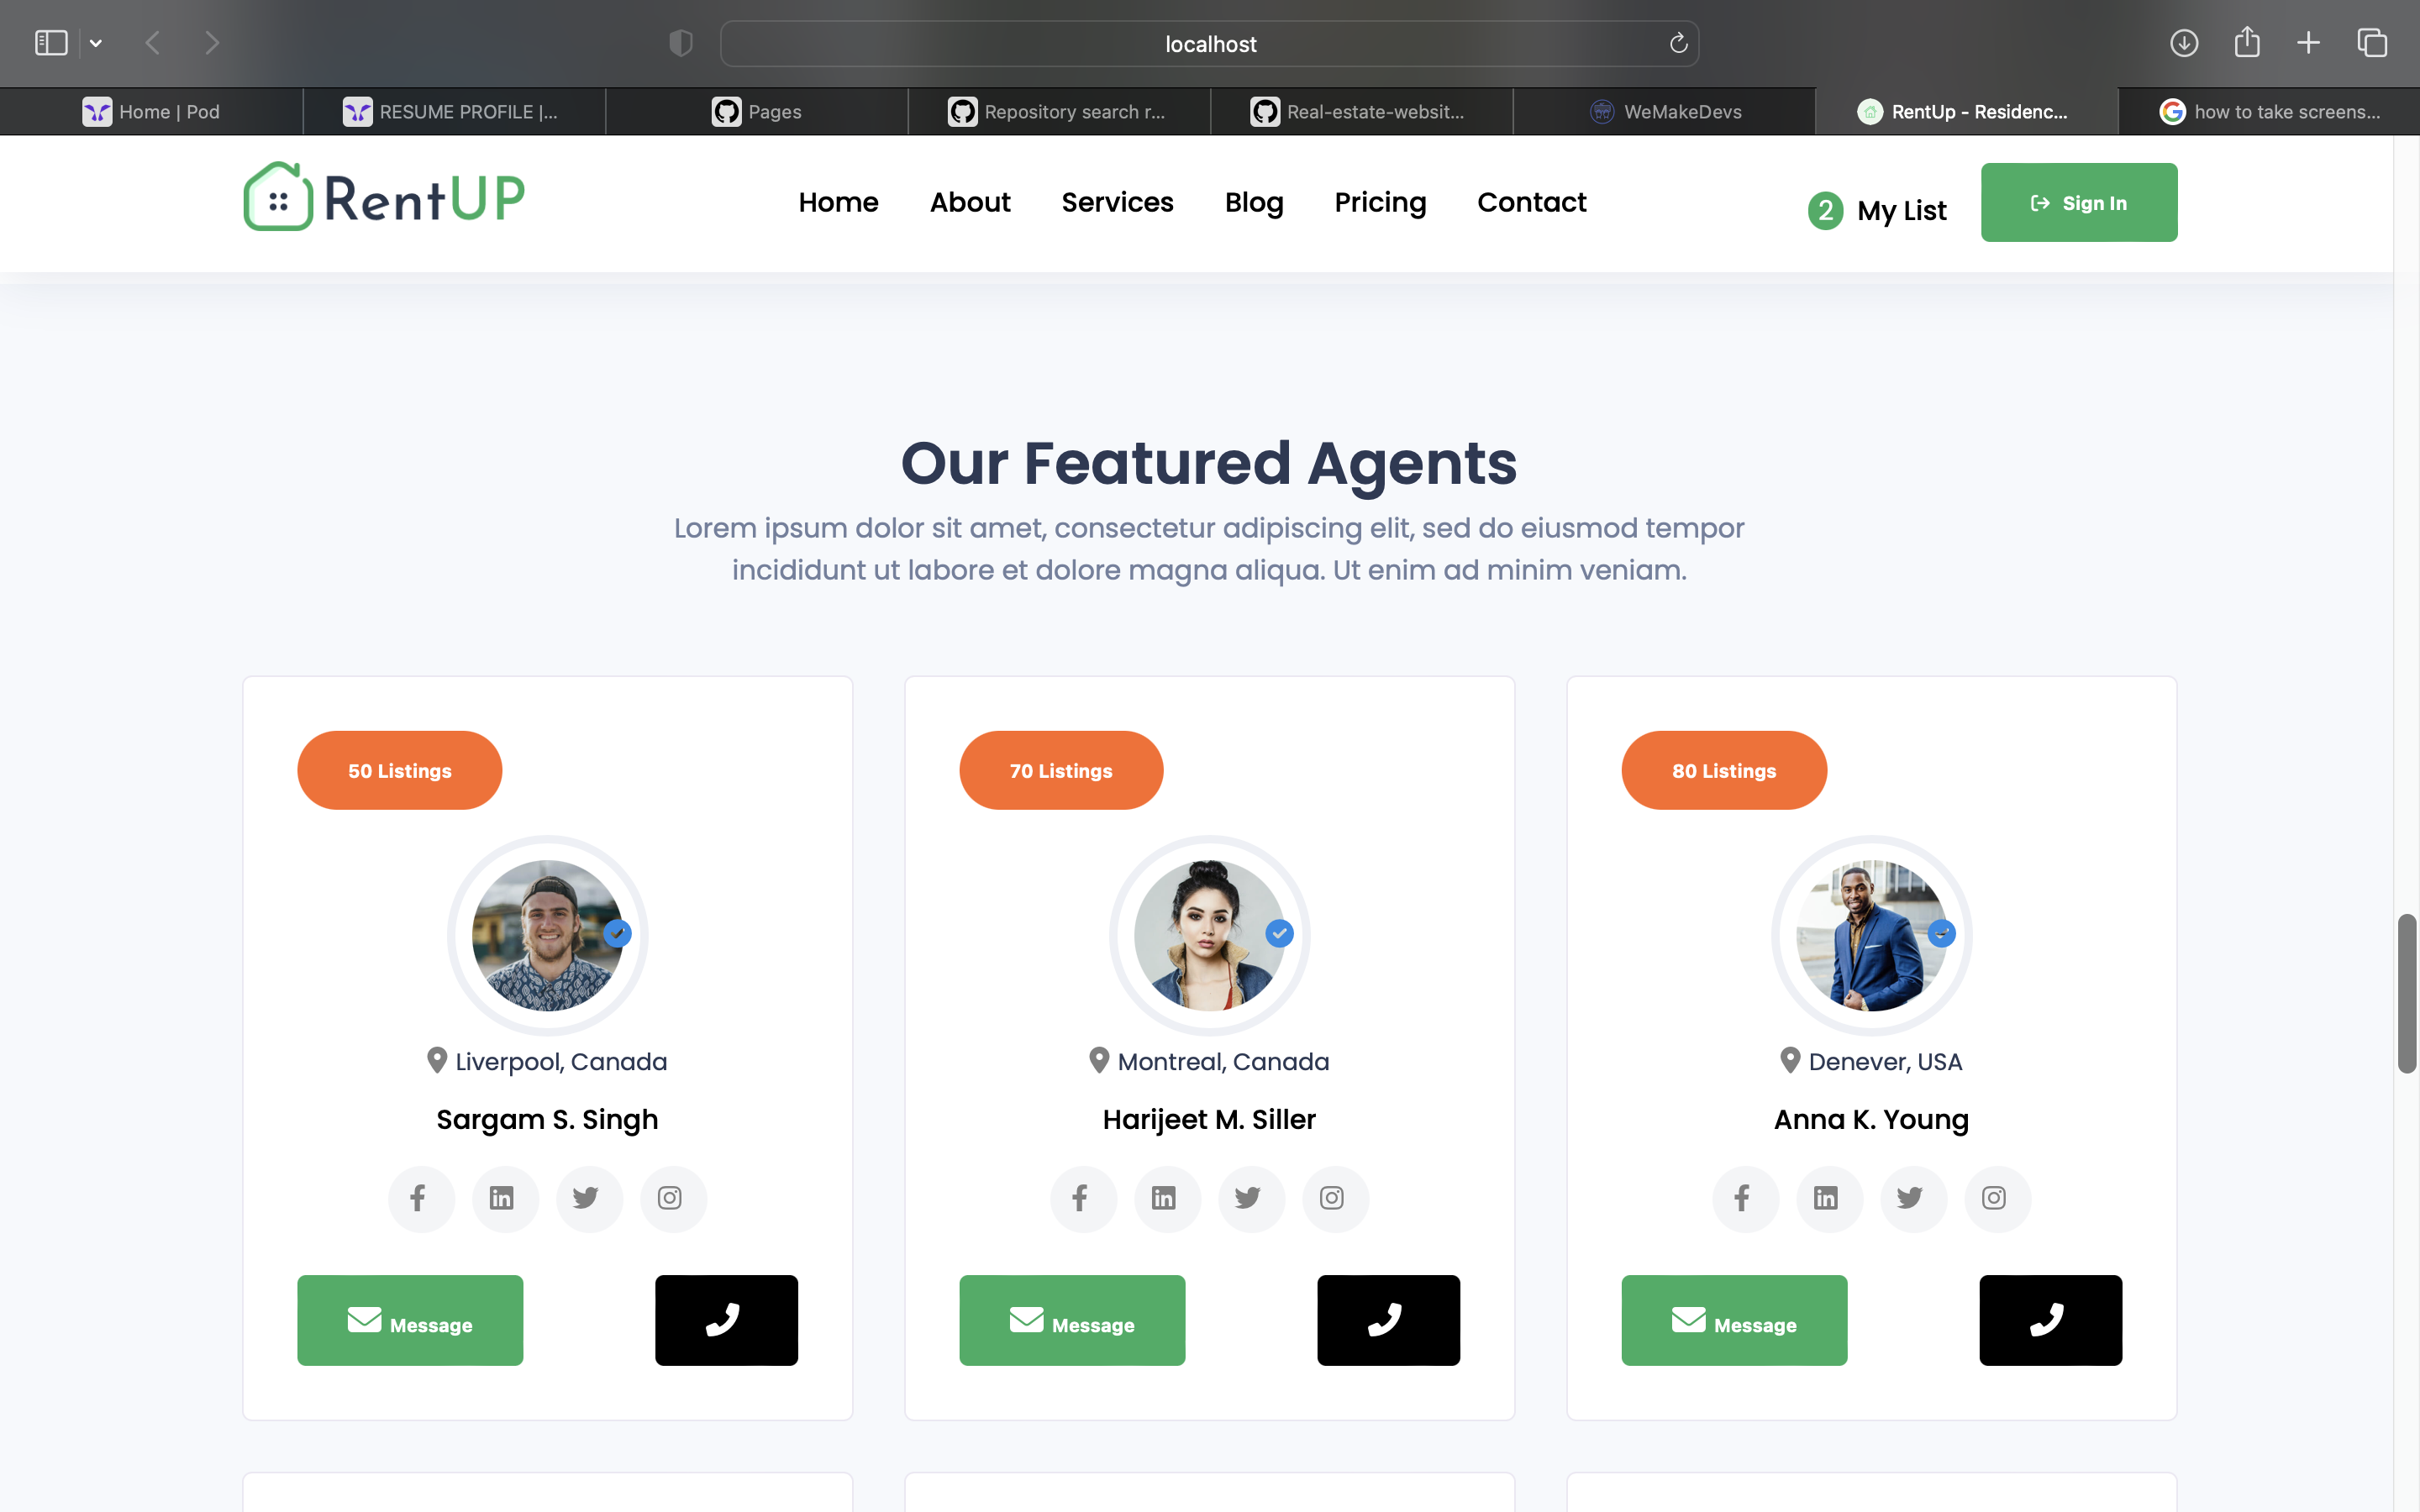 localhost
Home | Pod
RESUME PROFILE |...
Pages
Repository search r...
Real-estate-websit...
WeMakeDevs
RentUp - Residenc...
how to take screens...
RentUP
Home
About
Services
Blog
Pricing
Contact
2 My List
Sign In
Our Featured Agents
Lorem ipsum dolor sit amet, consectetur adipiscing elit, sed do eiusmod tempor
incididunt ut labore et dolore magna aliqua. Ut enim ad minim veniam.
50 Listings
Liverpool, Canada
Sargam S. Singh
Message
70 Listings
Montreal, Canada
Harijeet M. Siller
Message
80 Listings
Denever, USA
Anna K. Young
Message